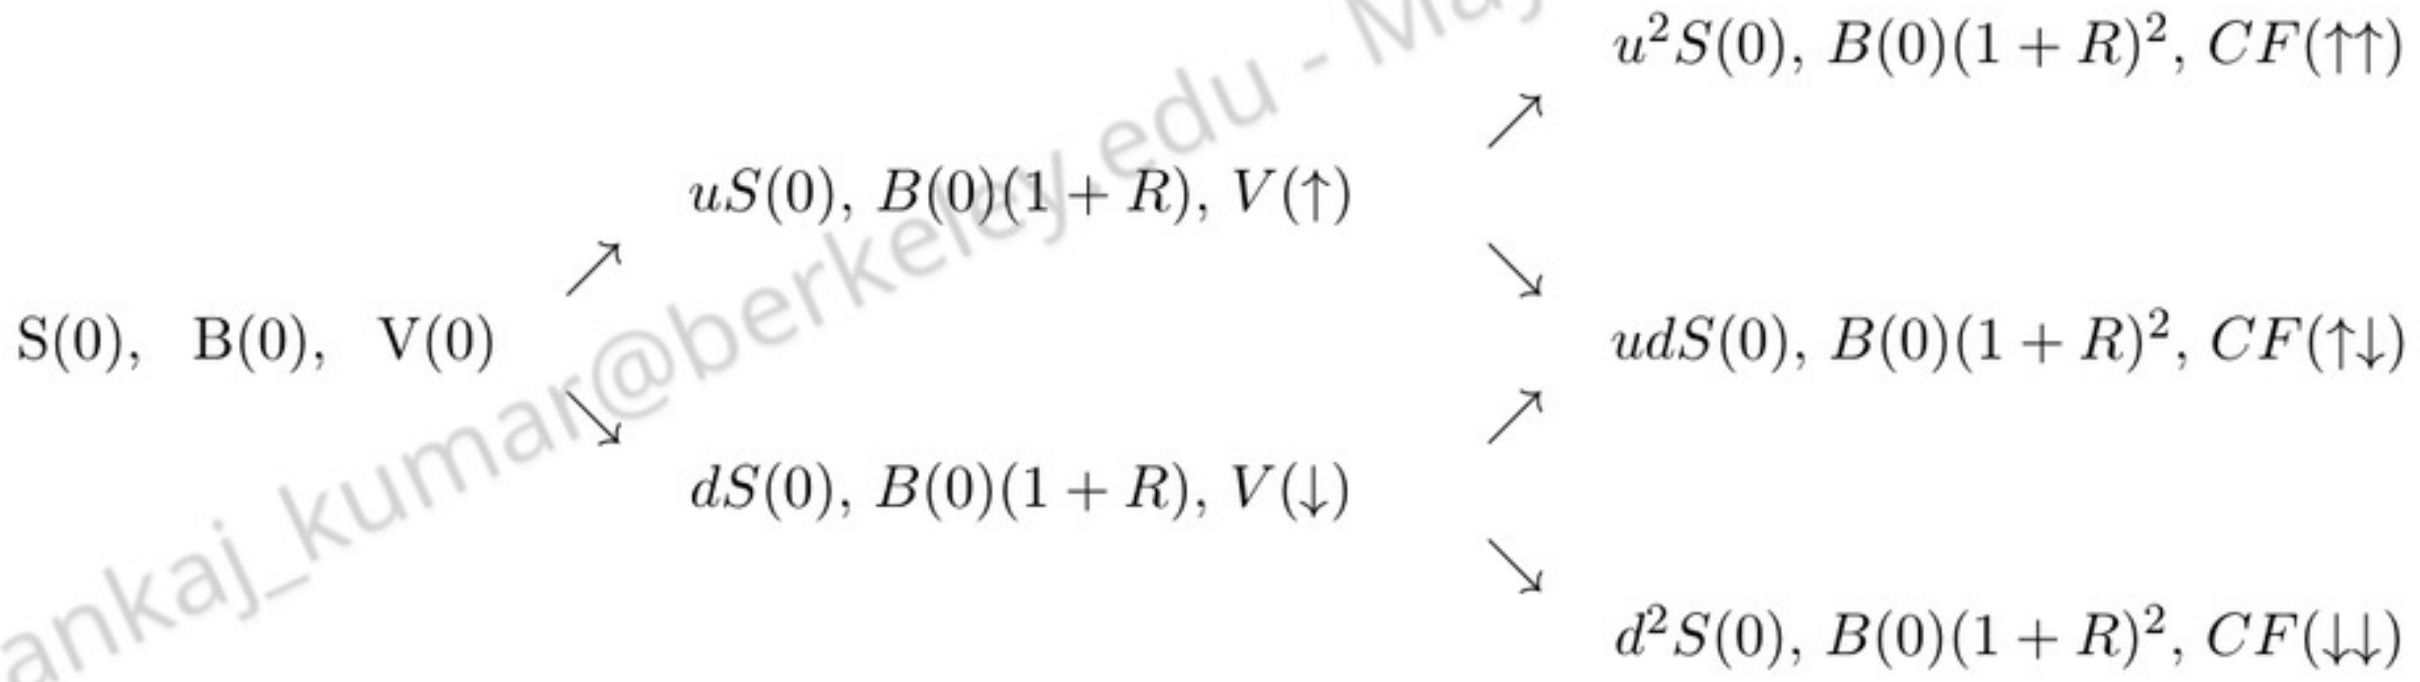 u²S(0), B(0)(1 + R)², CF(↑↑)
uS(0), B(0)(1 + R), V(↑)
S(0), B(0), V(0)
udS(0), B(0)(1 + R)², CF(↑↓)
dS(0), B(0)(1 + R), V(↓)
d²S(0), B(0)(1 + R)², CF(↓↓)
ankaj_kumar@berkeley.edu - May